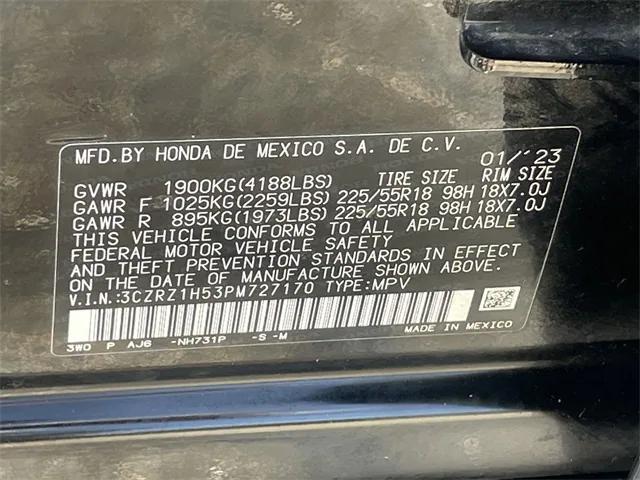 MFD.BY HONDA DE MEXICO S.A. DE C.V. 01/'23
GVWR 1900KG(4188LBS) TIRE SIZE RIM SIZE
GAWR F 1025KG(2259LBS) 225/55R18 98H 18X7.0J
GAWR R 895KG(1973LBS) 225/55R18 98H 18X7.0J
THIS VEHICLE CONFORMS TO ALL APPLICABLE
FEDERAL MOTOR VEHICLE SAFETY
AND THEFT PREVENTION STANDARDS IN EFFECT
ON THE DATE OF MANUFACTURE SHOWN ABOVE.
V.I.N.:3CZRZ1H53PM727170 TYPE:MPV
3W0 P AJ6 -NH731P -S -M MADE IN MEXICO